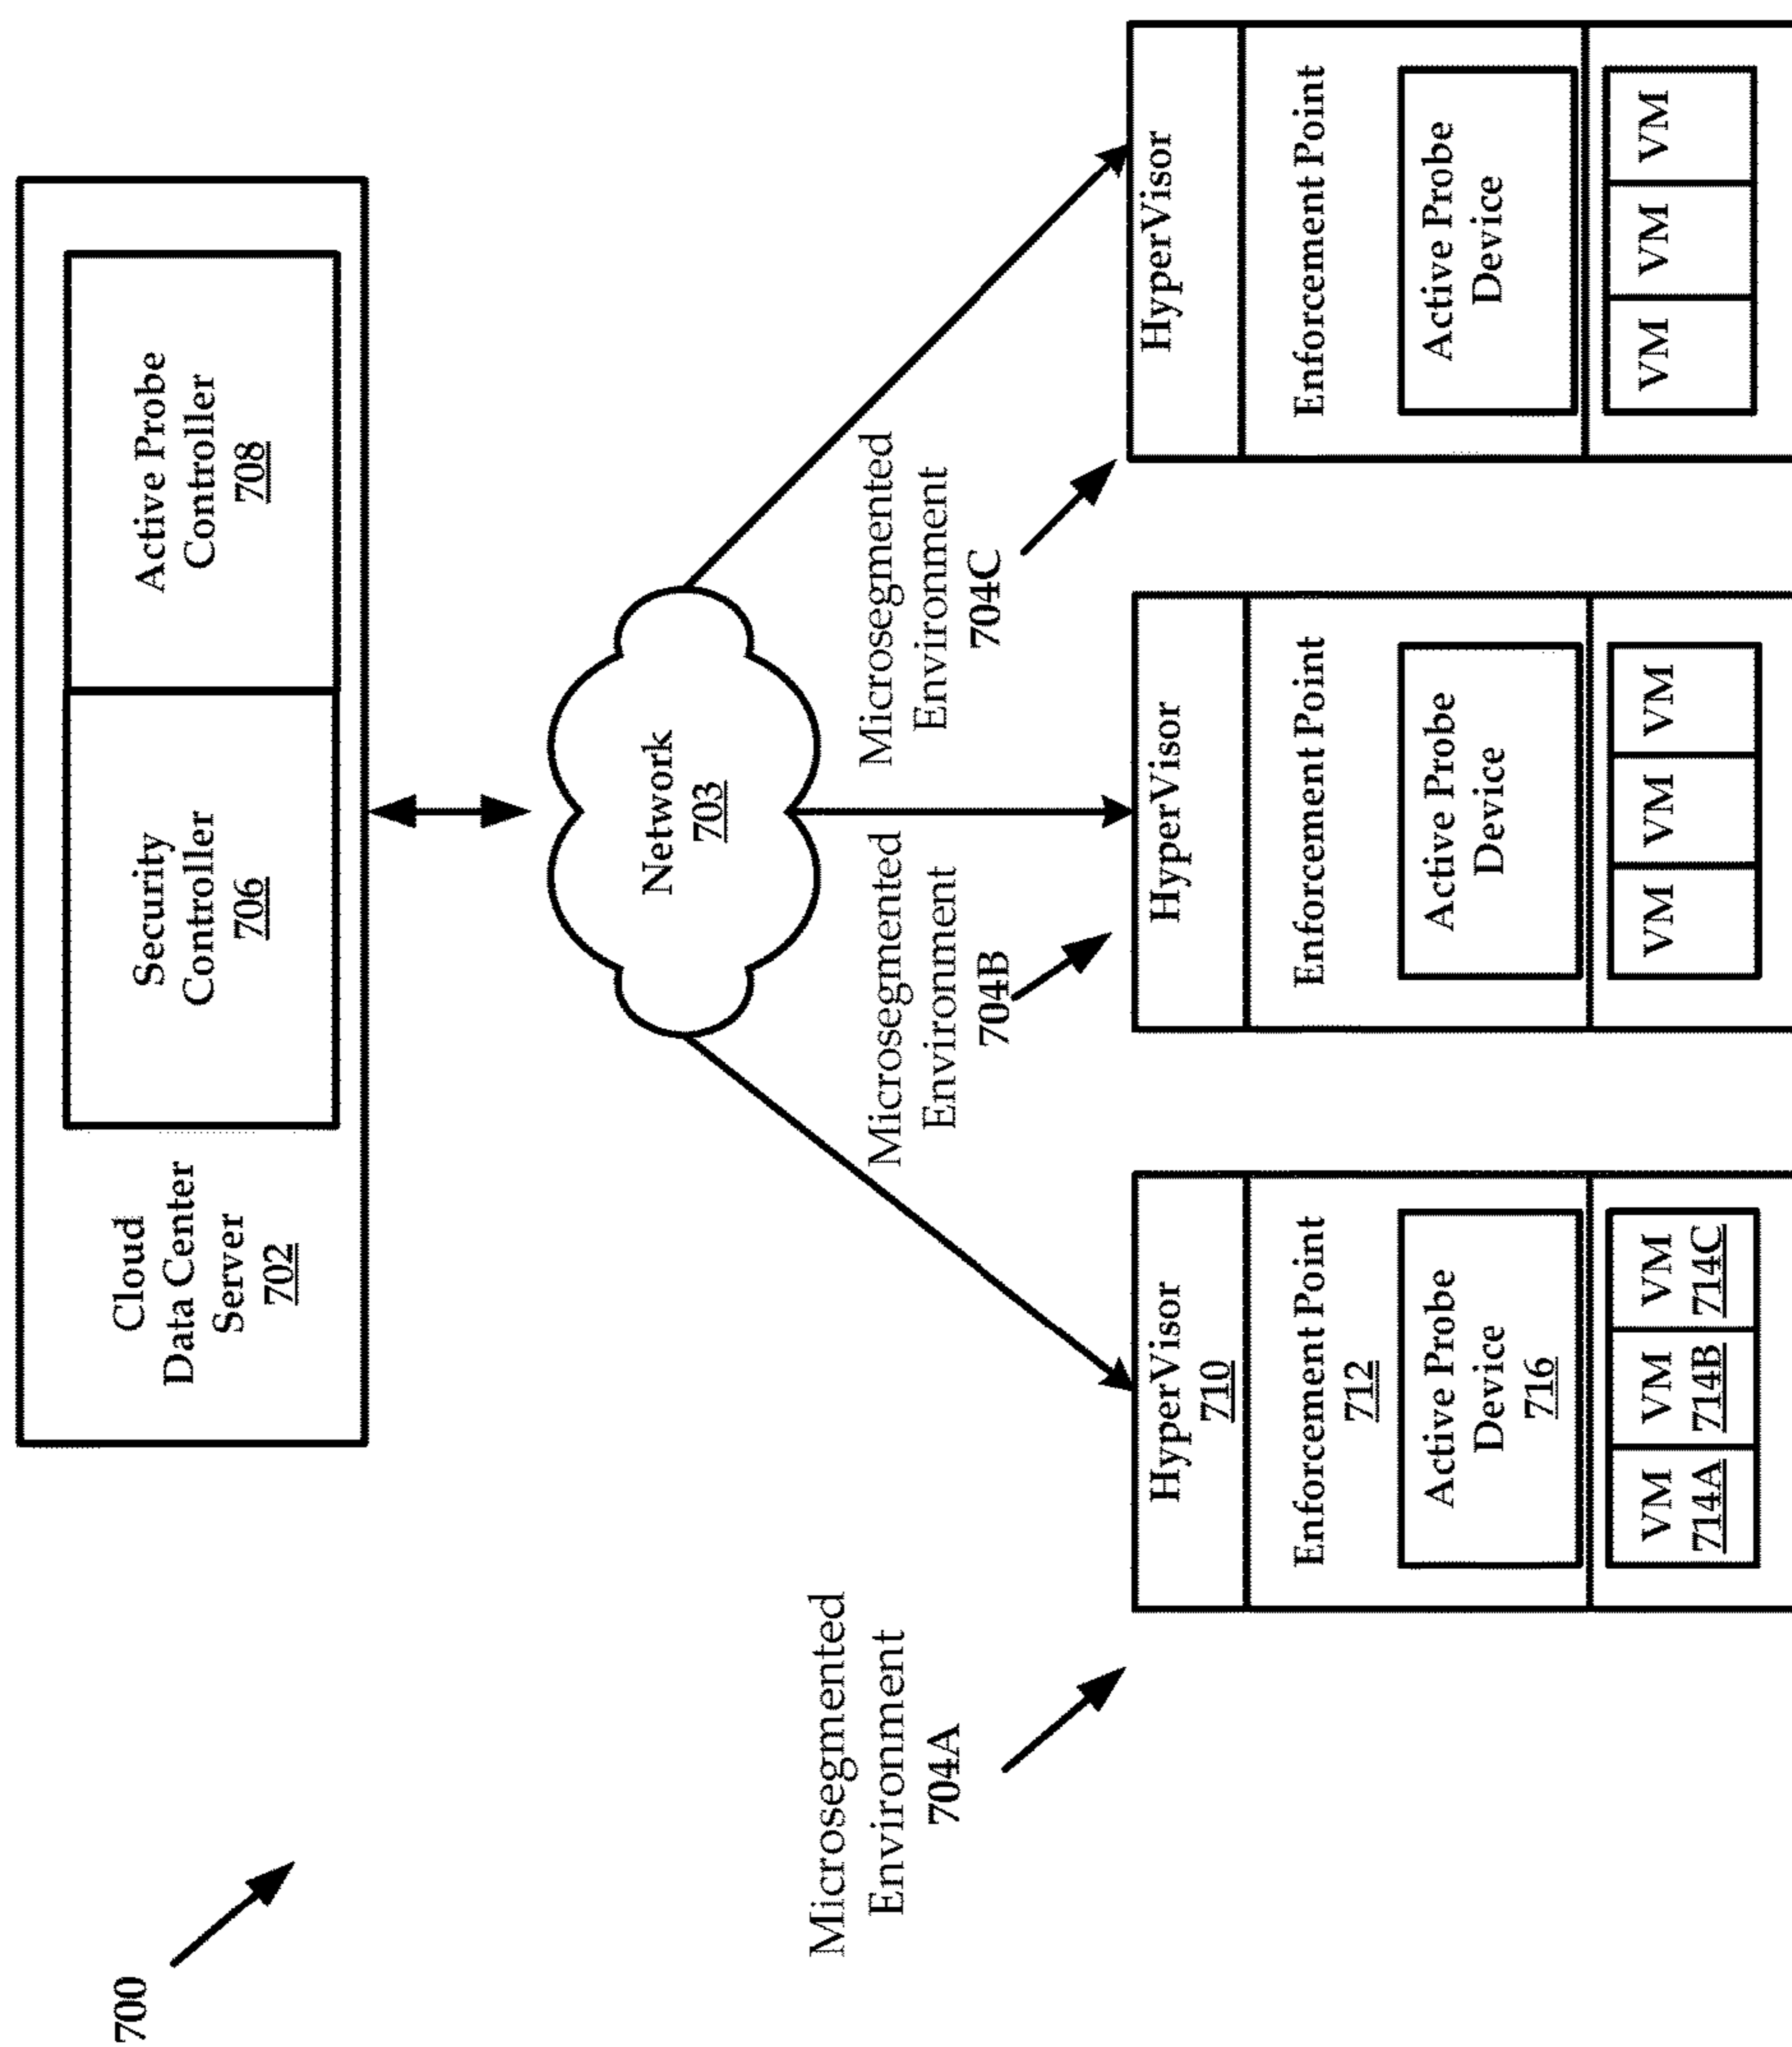 700
Cloud
Data Center
Server
702
Security
Controller
706
Active Probe
Controller
708
Network
703
Microsegmented
Environment
704A
Microsegmented
Environment
704B
Microsegmented
Environment
704C
HyperVisor
710
Enforcement Point
712
Active Probe
Device
716
VM
714A
VM
714B
VM
714C
HyperVisor
Enforcement Point
Active Probe
Device
VM
VM
VM
HyperVisor
Enforcement Point
Active Probe
Device
VM
VM
VM